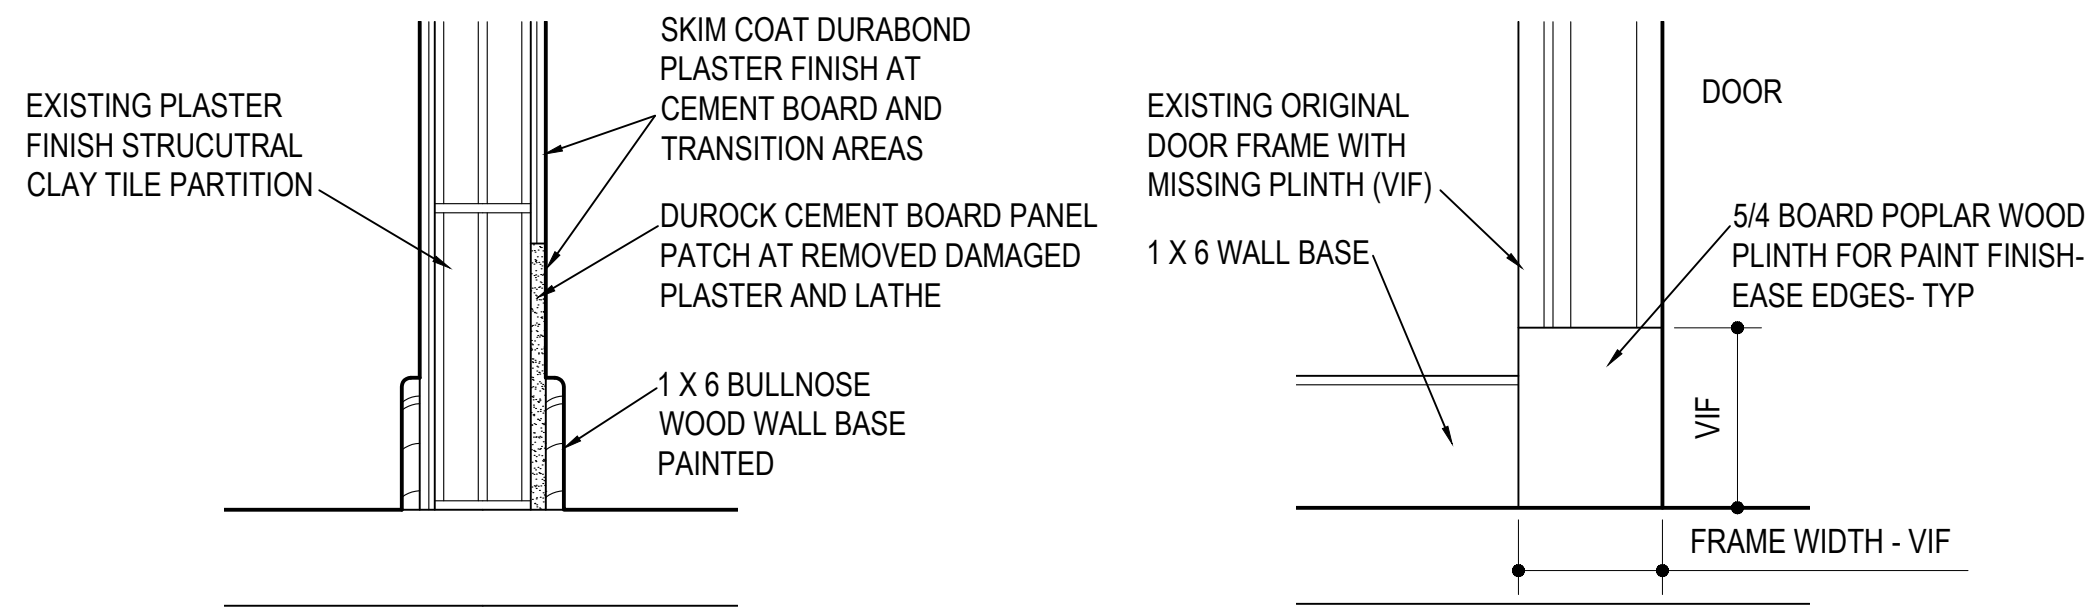 SKIM COAT DURABOND
PLASTER FINISH AT
CEMENT BOARD AND
TRANSITION AREAS
EXISTING PLASTER
FINISH STRUCUTRAL
CLAY TILE PARTITION
DUROCK CEMENT BOARD PANEL
PATCH AT REMOVED DAMAGED
PLASTER AND LATHE
1 X 6 BULLNOSE
WOOD WALL BASE
PAINTED
DOOR
EXISTING ORIGINAL
DOOR FRAME WITH
MISSING PLINTH (VIF)
1 X 6 WALL BASE
5/4 BOARD POPLAR WOOD
PLINTH FOR PAINT FINISH-
EASE EDGES- TYP
VIF
FRAME WIDTH - VIF